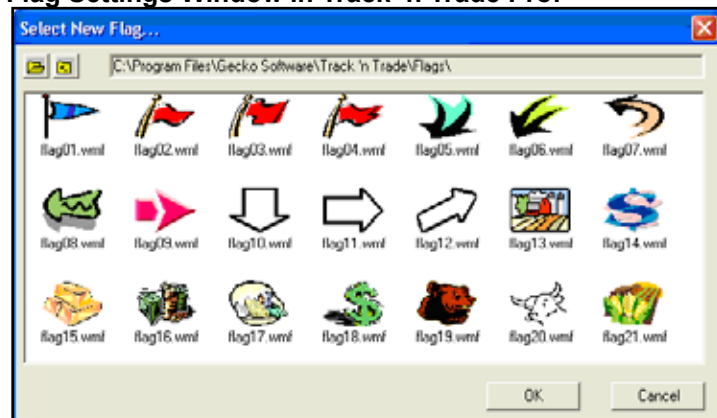 Flag Settings Window in Track 'n Trade Pro.
Select New Flag...
C:\Program Files\Gecko Software\Track 'n Trade\Flags\
flag01.wmf flag02.wmf flag03.wmf flag04.wmf flag05.wmf flag06.wmf flag07.wmf
flag08.wmf flag09.wmf flag10.wmf flag11.wmf flag12.wmf flag13.wmf flag14.wmf
flag15.wmf flag16.wmf flag17.wmf flag18.wmf flag19.wmf flag20.wmf flag21.wmf
OK Cancel